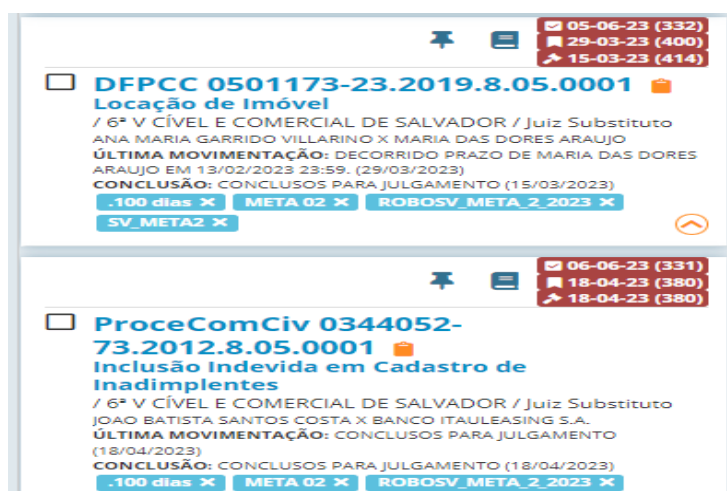 05-06-23 (332)
29-03-23 (400)
15-03-23 (414)
DFPCC 0501173-23.2019.8.05.0001
Locação de Imóvel
/ 6ª V CÍVEL E COMERCIAL DE SALVADOR / Juiz Substituto
ANA MARIA GARRIDO VILLARINO X MARIA DAS DORES ARAUJO
ÚLTIMA MOVIMENTAÇÃO: DECORRIDO PRAZO DE MARIA DAS DORES
ARAUJO EM 13/02/2023 23:59. (29/03/2023)
CONCLUSÃO: CONCLUSOS PARA JULGAMENTO (15/03/2023)
.100 dias × META 02 × ROBOSV_META_2_2023 ×
SV_META2 ×
06-06-23 (331)
18-04-23 (380)
18-04-23 (380)
ProceComCiv 0344052-
73.2012.8.05.0001
Inclusão Indevida em Cadastro de
Inadimplentes
/ 6ª V CÍVEL E COMERCIAL DE SALVADOR / Juiz Substituto
JOAO BATISTA SANTOS COSTA X BANCO ITAULEASING S.A.
ÚLTIMA MOVIMENTAÇÃO: CONCLUSOS PARA JULGAMENTO
(18/04/2023)
CONCLUSÃO: CONCLUSOS PARA JULGAMENTO (18/04/2023)
.100 dias × META 02 × ROBOSV_META_2_2023 ×